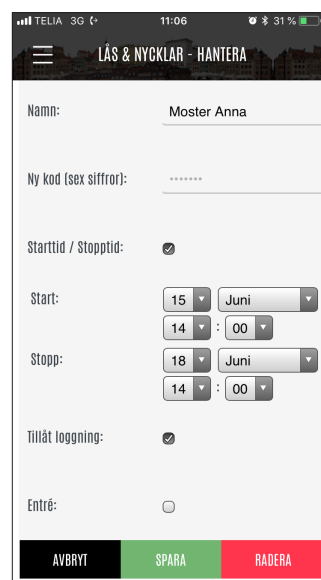 TELIA 3G 11:06 31 %
LÅS & NYCKLAR - HANTERA
Namn: Moster Anna
Ny kod (sex siffror): •••••••
Starttid / Stopptid:
Start: 15 Juni
14 : 00
Stopp: 18 Juni
14 : 00
Tillåt loggning:
Entré:
AVBRYT SPARA RADERA